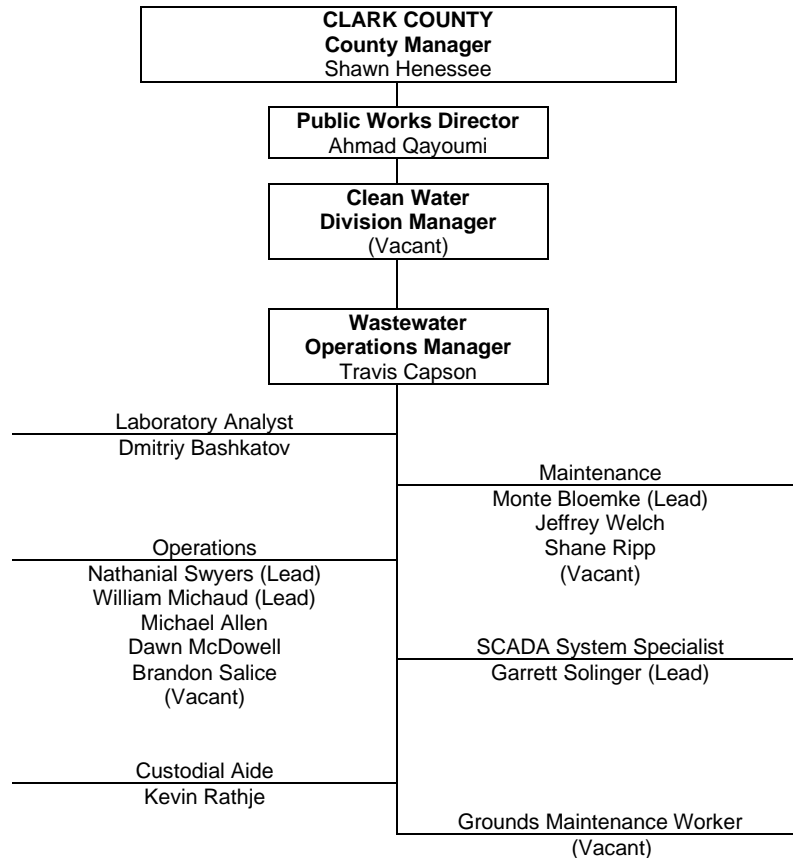 CLARK COUNTY
County Manager
Shawn Henessee
Public Works Director
Ahmad Qayoumi
Clean Water
Division Manager
(Vacant)
Wastewater
Operations Manager
Travis Capson
Laboratory Analyst
Dmitriy Bashkatov
Maintenance
Monte Bloemke (Lead)
Jeffrey Welch
Shane Ripp
(Vacant)
Operations
Nathanial Swyers (Lead)
William Michaud (Lead)
Michael Allen
Dawn McDowell
Brandon Salice
(Vacant)
SCADA System Specialist
Garrett Solinger (Lead)
Custodial Aide
Kevin Rathje
Grounds Maintenance Worker
(Vacant)